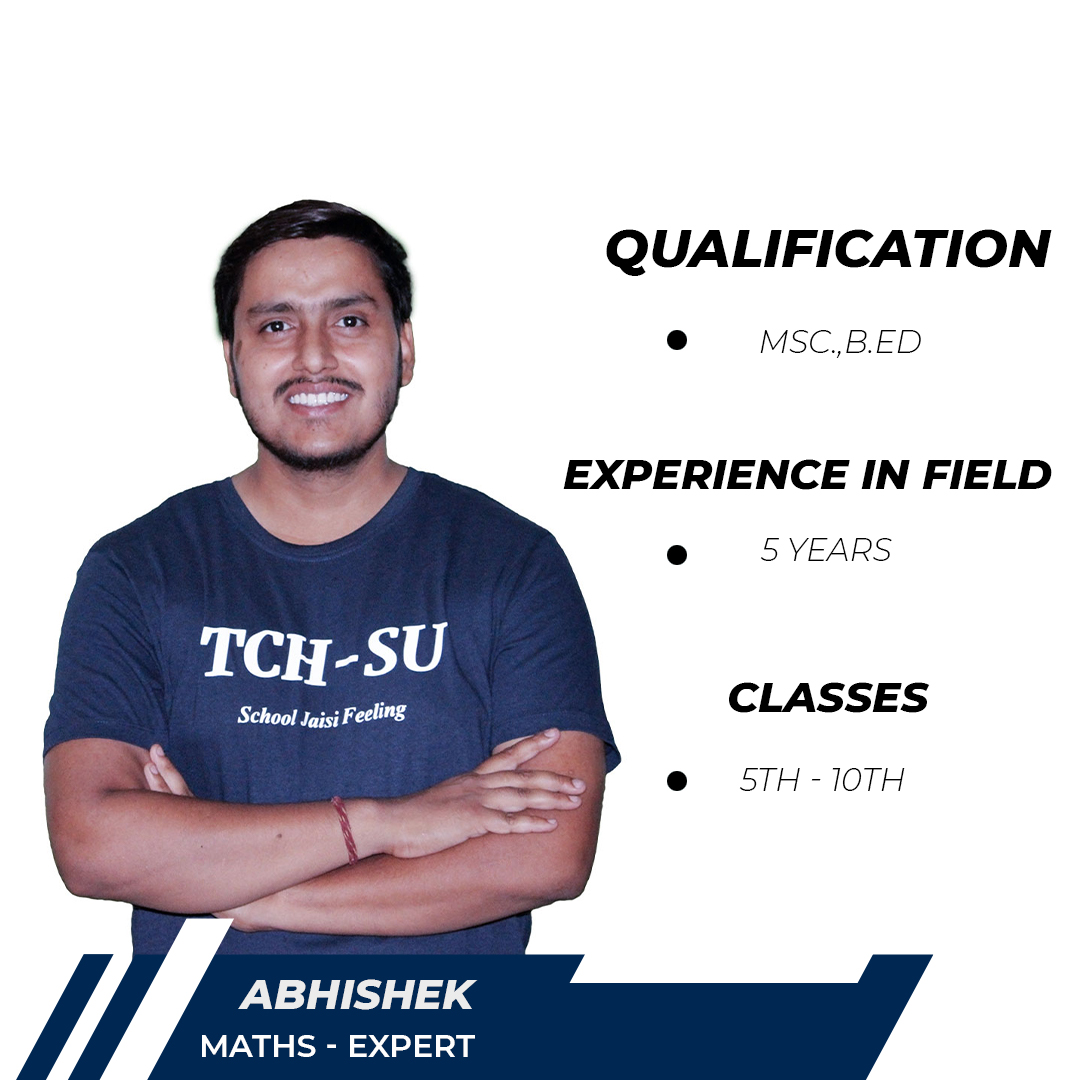 QUALIFICATION
MSC.,B.ED
EXPERIENCE IN FIELD
5 YEARS
TCH-SU
School Jaisi Feeling
CLASSES
5TH - 10TH
ABHISHEK
MATHS - EXPERT